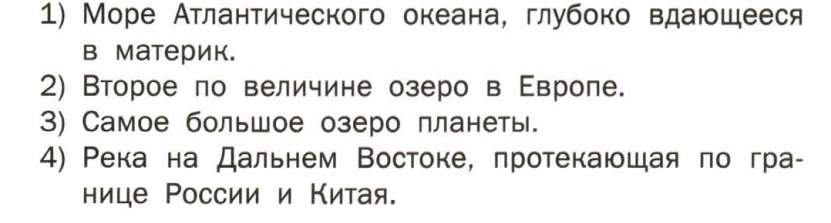 1) Море Атлантического океана, глубоко вдающееся
в материк.
2) Второе по величине озеро в Европе.
3) Самое большое озеро планеты.
4) Река на Дальнем Востоке, протекающая по гра-
нице России и Китая.